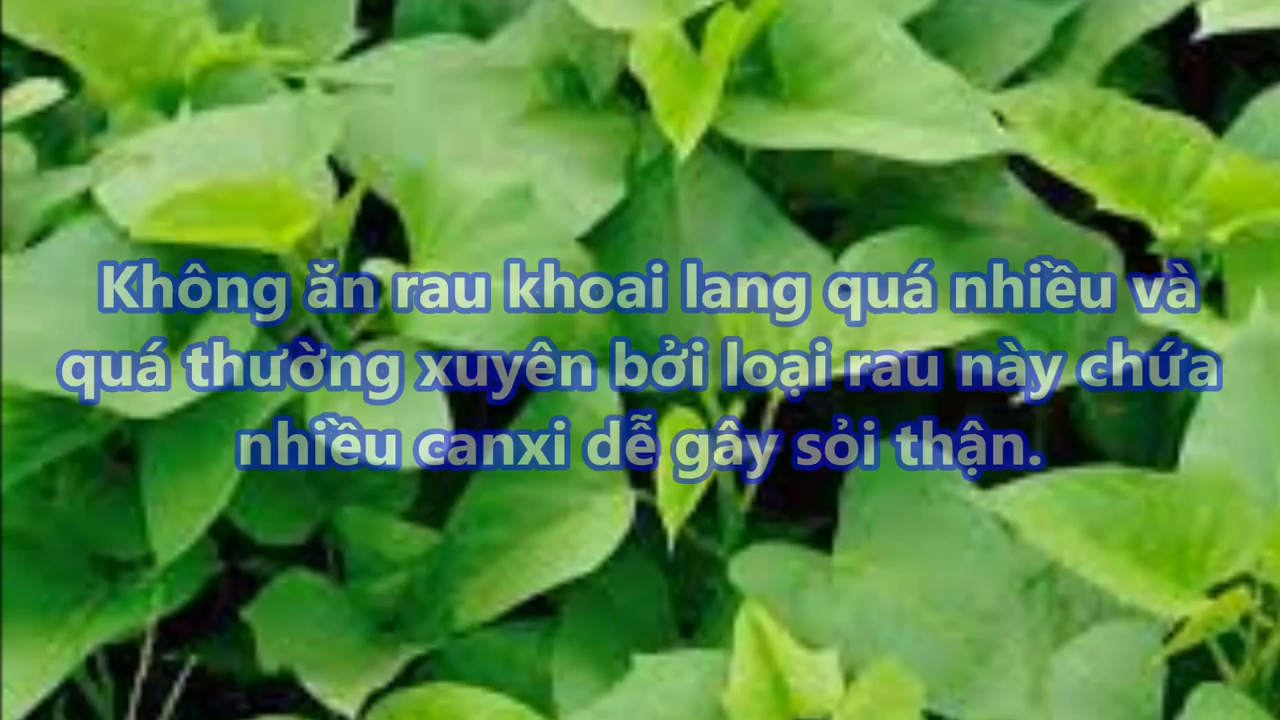 Không ăn rau khoai lang quá nhiều và
quá thường xuyên bởi loại rau này chứa
nhiều canxi dễ gây sỏi thận.